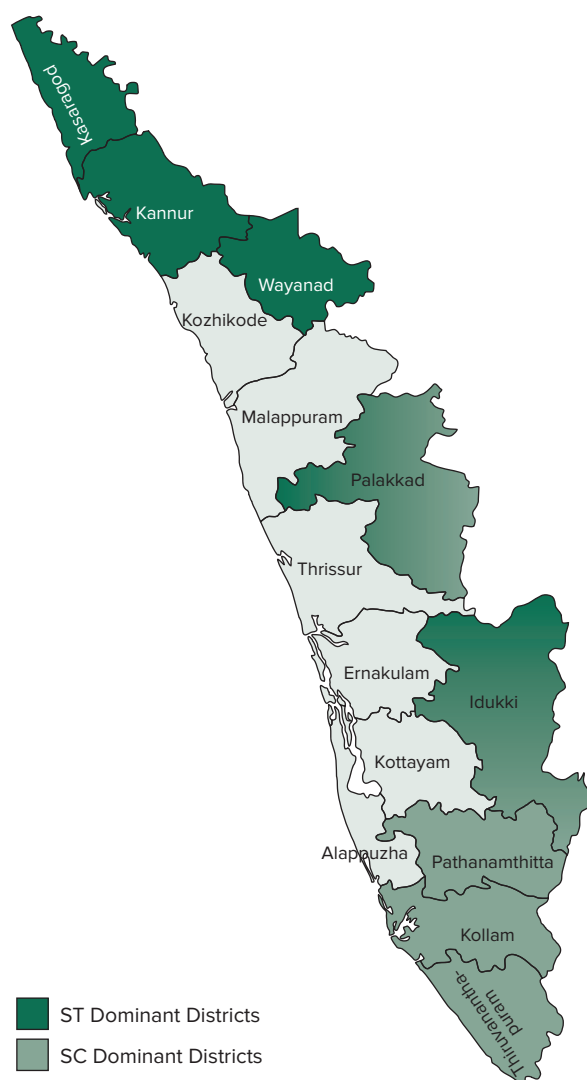 Kasaragod
Kannur
Wayanad
Kozhikode
Malappuram
Palakkad
Thrissur
Ernakulam
Idukki
Kottayam
Alappuzha
Pathanamthitta
Kollam
Thiruvanantha-
puram
ST Dominant Districts
SC Dominant Districts